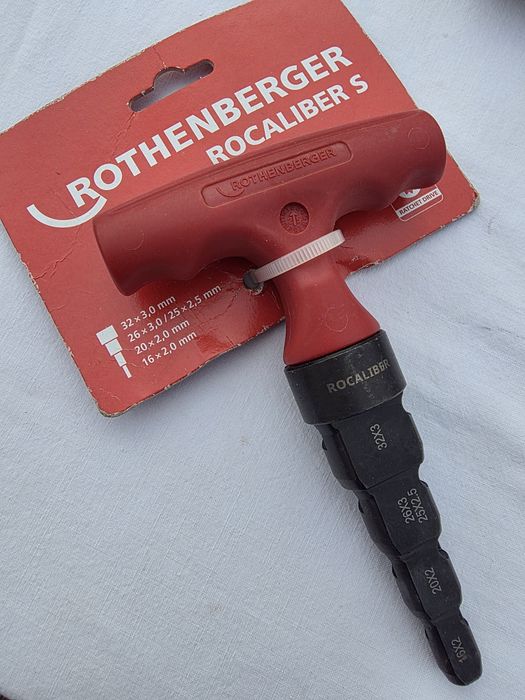 ROTHENBERGER
ROCALIBER S
ROTHENBERGER
RATCHET DRIVE
32 x 3,0 mm
26 x 3,0 / 25 x 2,5 mm
20 x 2,0 mm
16 x 2,0 mm
ROCALIBER
32X3
26X3
25X2.5
20X2
16X2